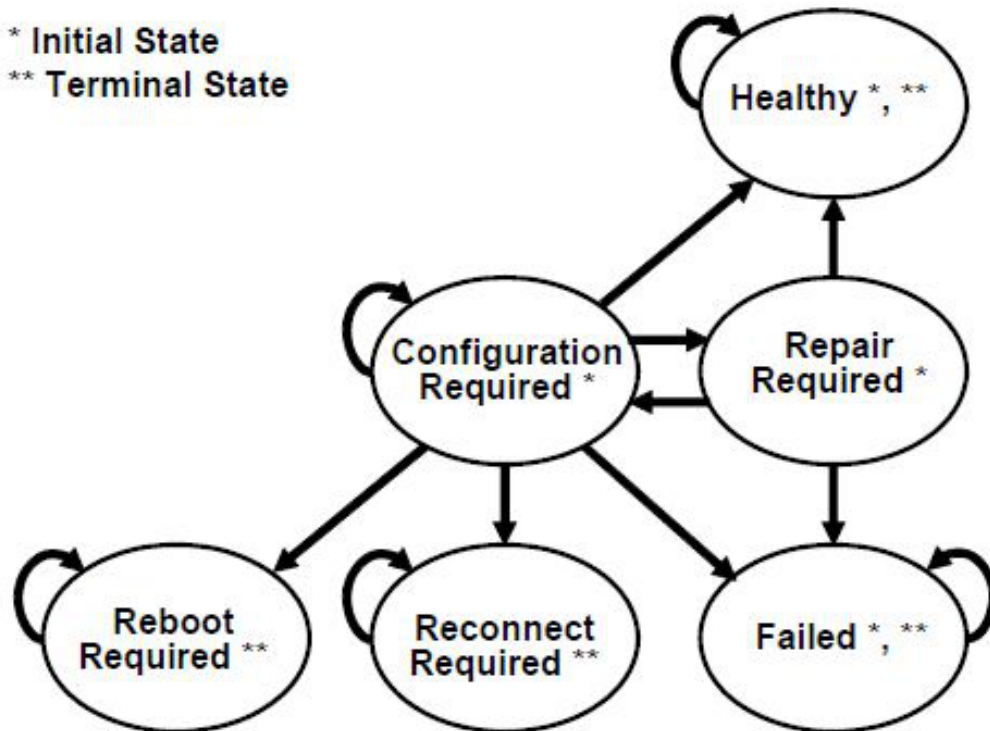 * Initial State
** Terminal State
Healthy *, **
Configuration
Required *
Repair
Required *
Reboot
Required **
Reconnect
Required **
Failed *, **